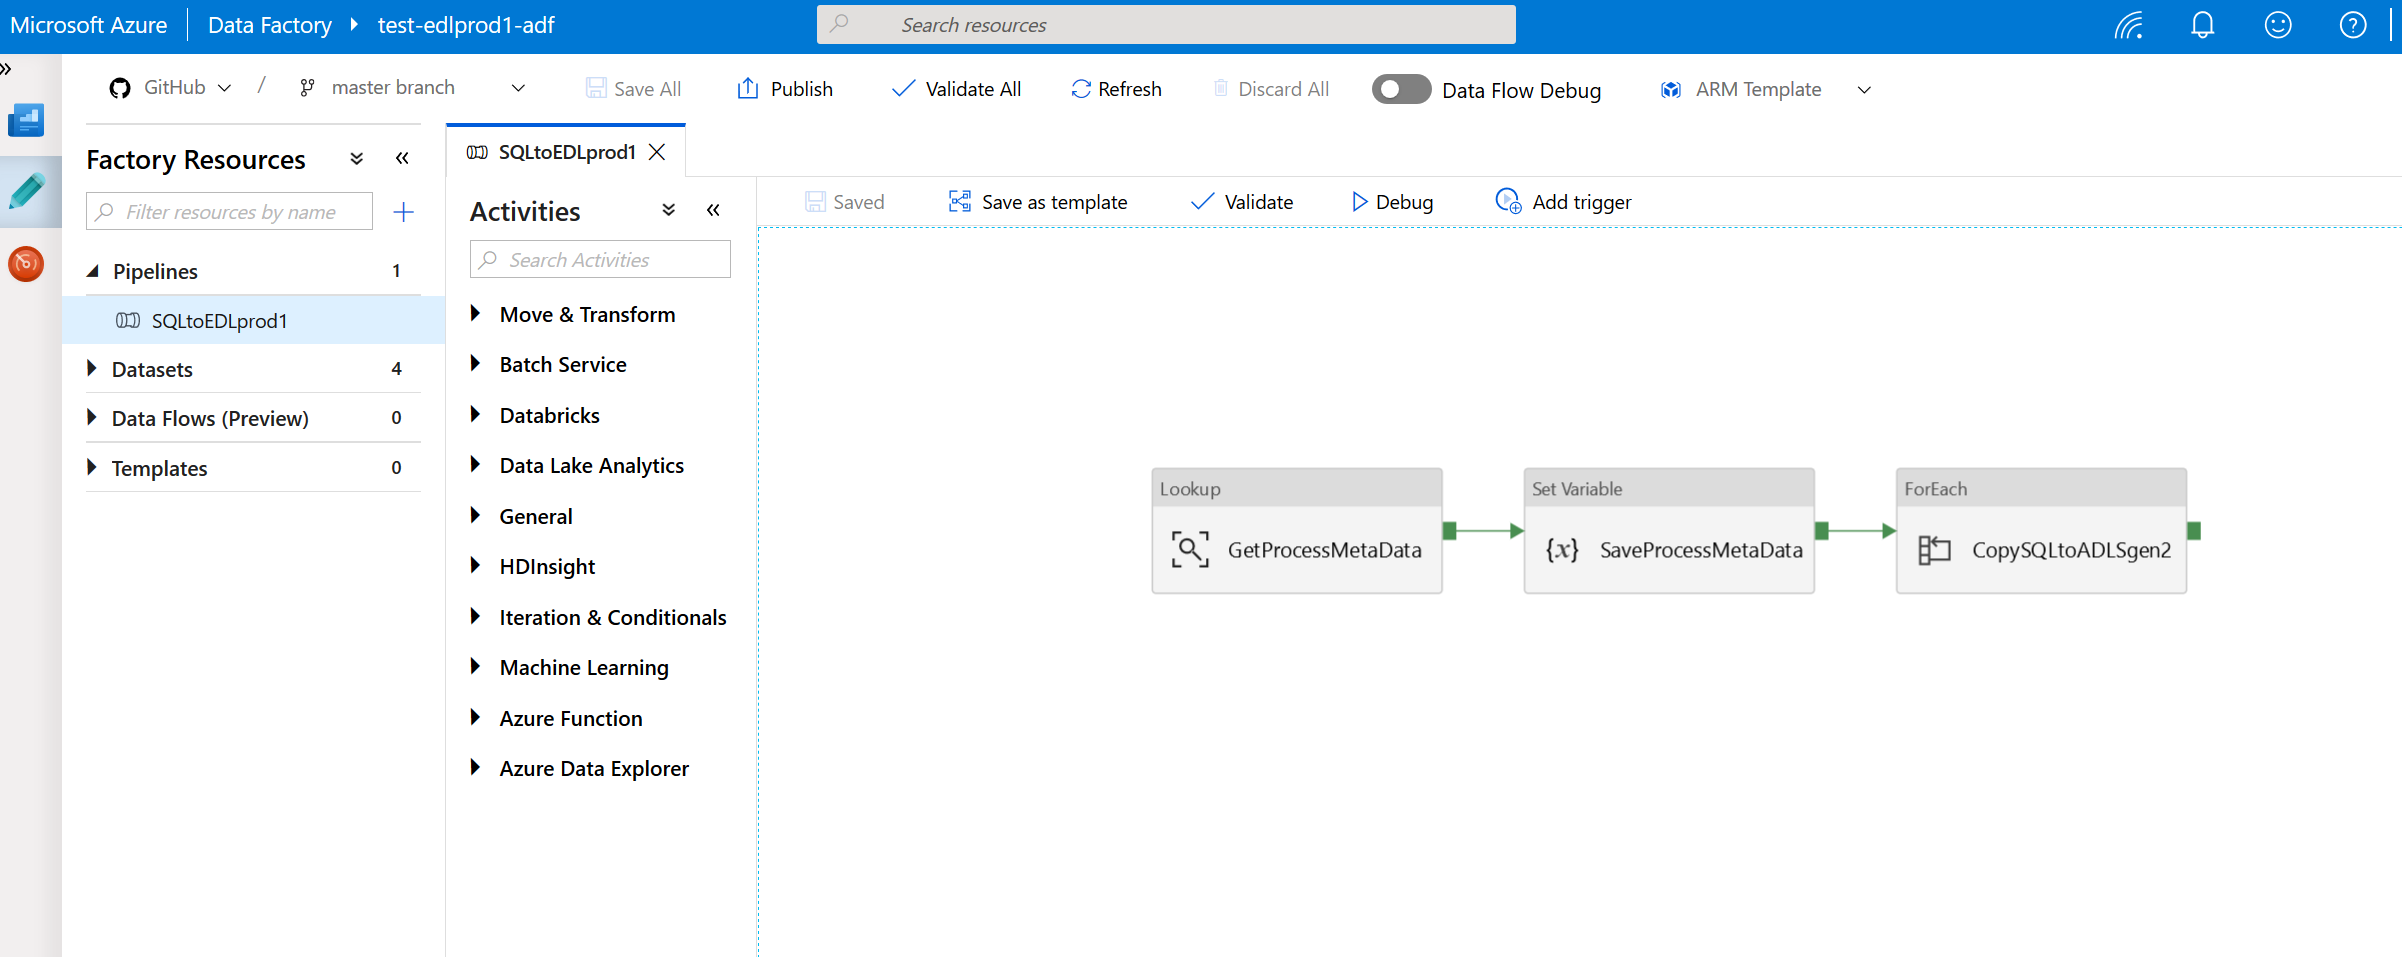 Microsoft Azure
Data Factory
test-edlprod1-adf
Search resources
GitHub
/
master branch
Save All
Publish
Validate All
Refresh
Discard All
Data Flow Debug
ARM Template
Factory Resources
Filter resources by name
Pipelines 1
SQLtoEDLprod1
Datasets 4
Data Flows (Preview) 0
Templates 0
SQLtoEDLprod1
Activities
Search Activities
Move & Transform
Batch Service
Databricks
Data Lake Analytics
General
HDInsight
Iteration & Conditionals
Machine Learning
Azure Function
Azure Data Explorer
Saved
Save as template
Validate
Debug
Add trigger
Lookup
GetProcessMetaData
Set Variable
{x} SaveProcessMetaData
ForEach
CopySQLtoADLSgen2